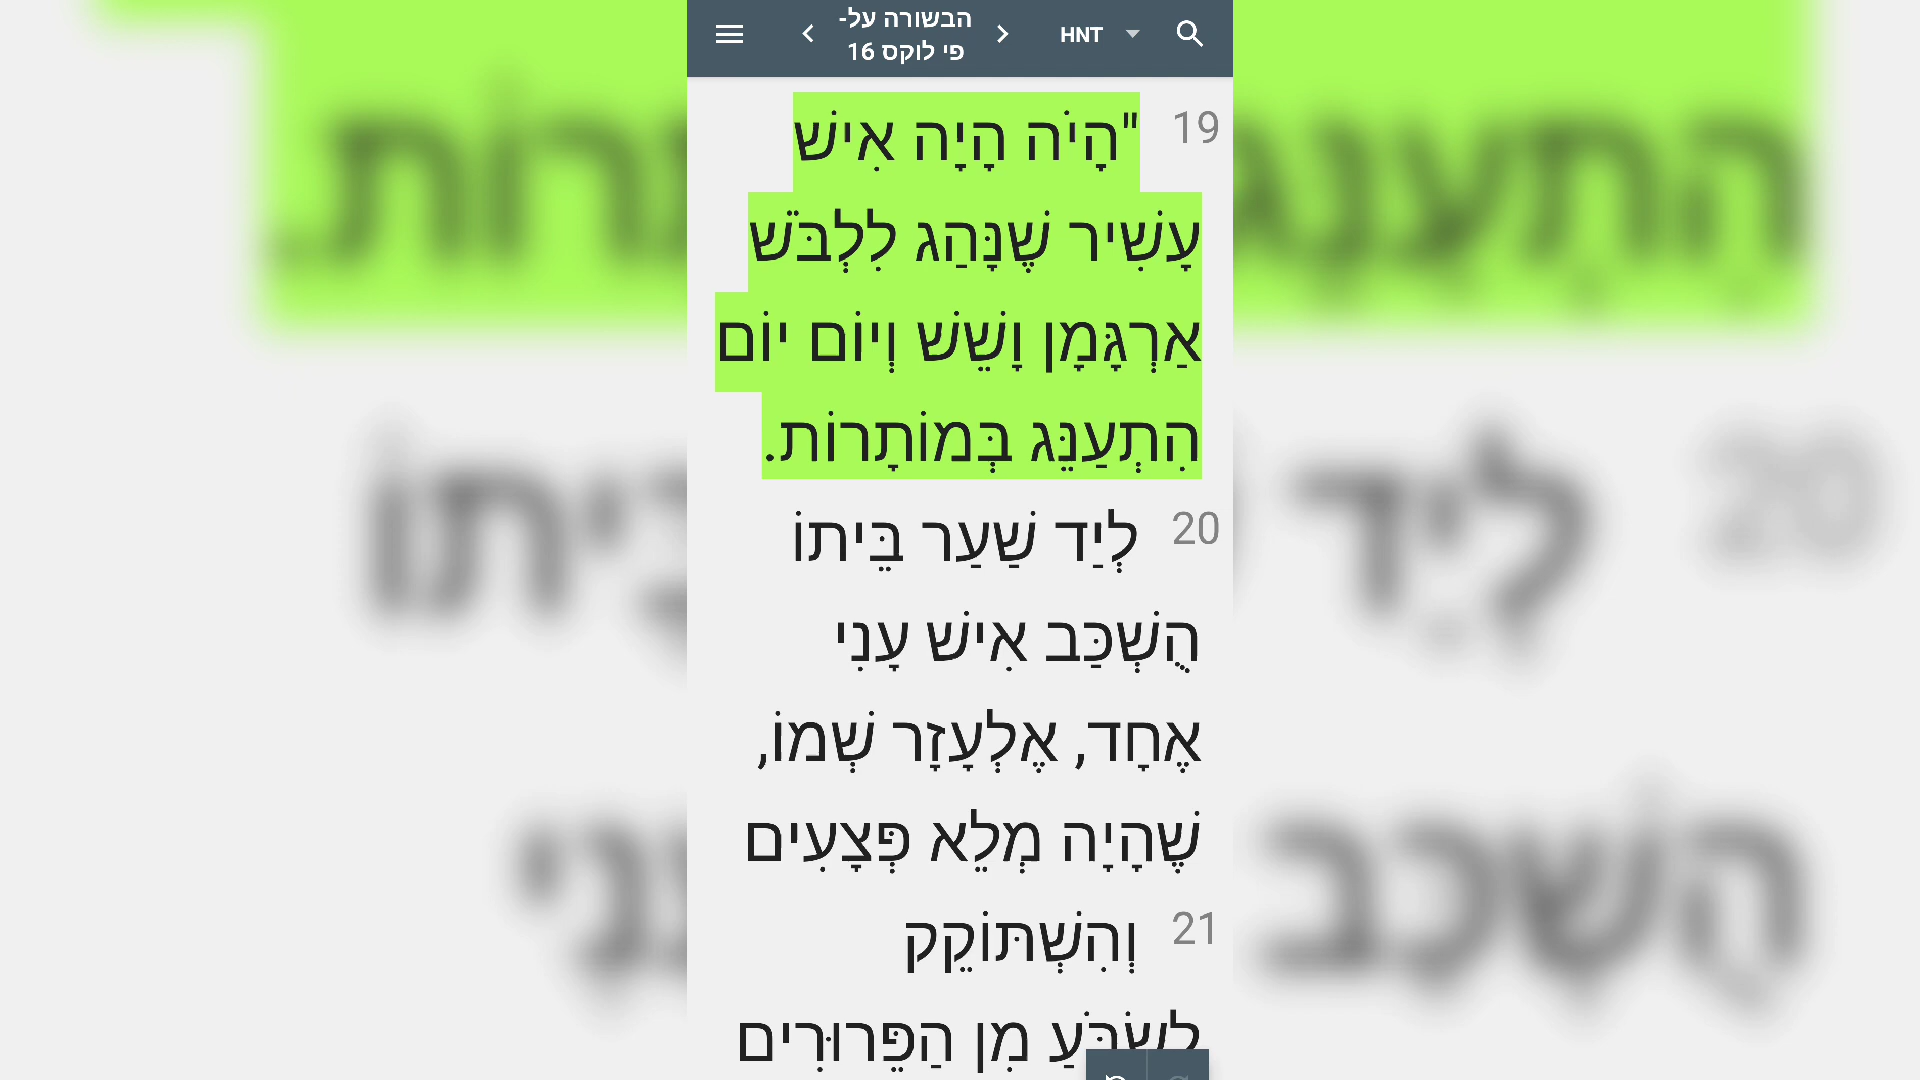 הבשורה על-
פי לוקס 16
HNT
19 "הָיֹה הָיָה אִישׁ
עָשִׁיר שֶׁנָּהַג לִלְבֹּשׁ
אַרְגָּמָן וָשֵׁשׁ וְיוֹם יוֹם
הִתְעַנֵּג בְּמוֹתָרוֹת.
20 לְיַד שַׁעַר בֵּיתוֹ
הֻשְׁכַּב אִישׁ עָנִי
אֶחָד, אֶלְעָזָר שְׁמוֹ,
שֶׁהָיָה מְלֵא פְּצָעִים
21 וְהִשְׁתּוֹקֵק
לִשְׂבֹּעַ מִן הַפֵּרוּרִים